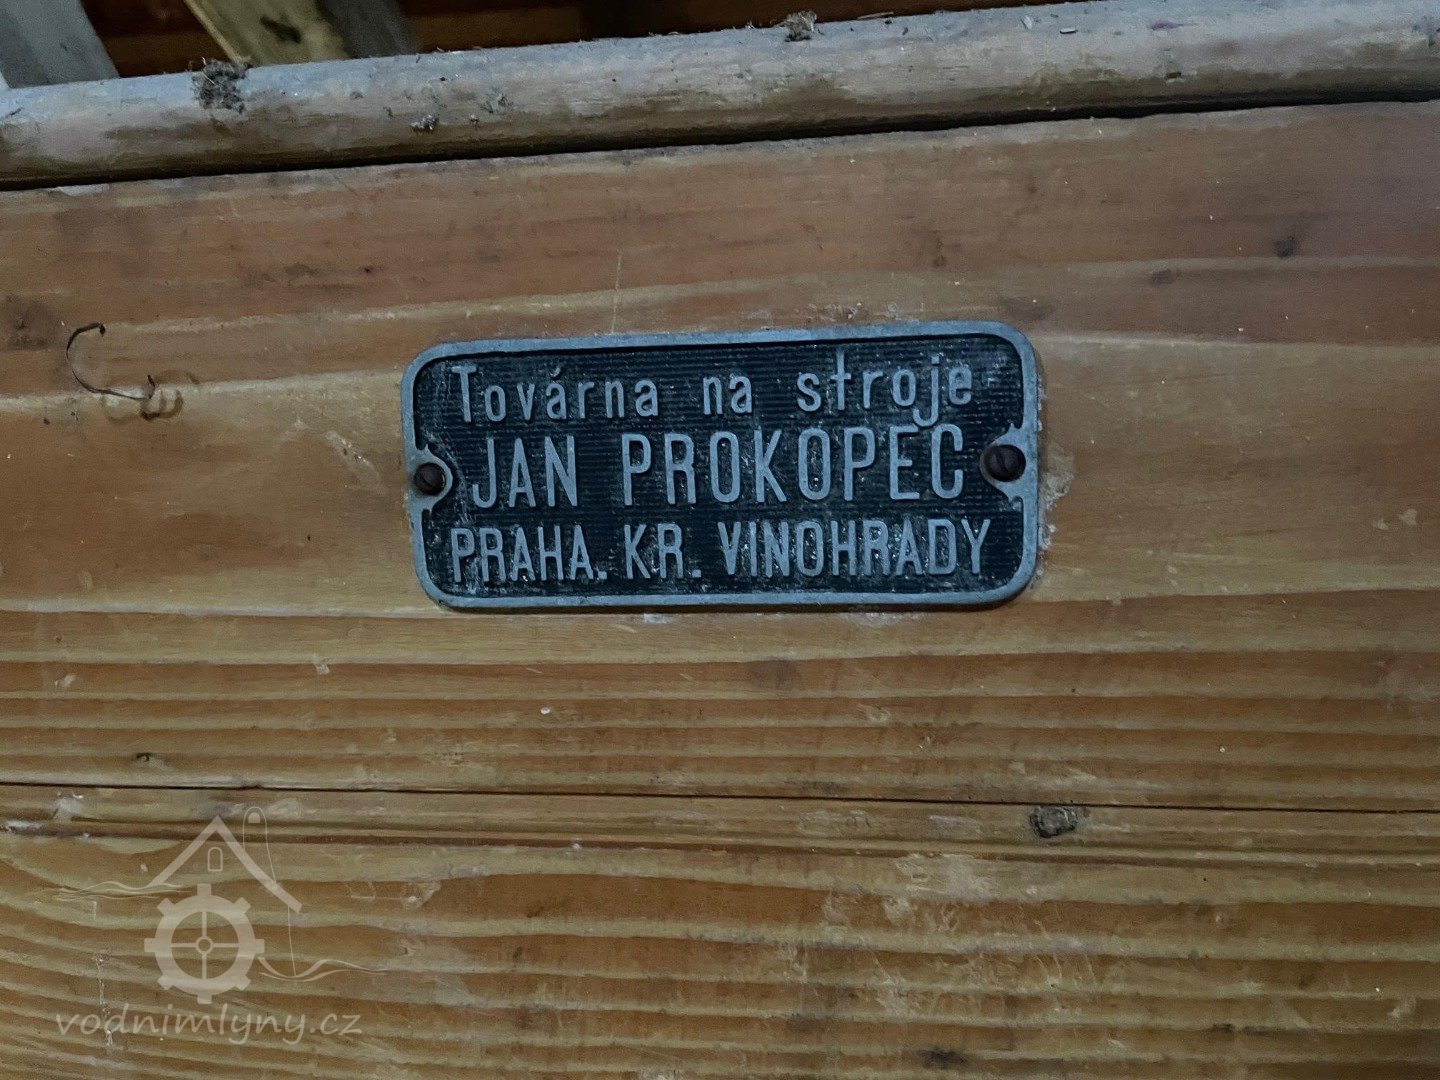 Továrna na stroje
JAN PROKOPEC
PRAHA. KR. VINOHRADY
vodnimlyny.cz